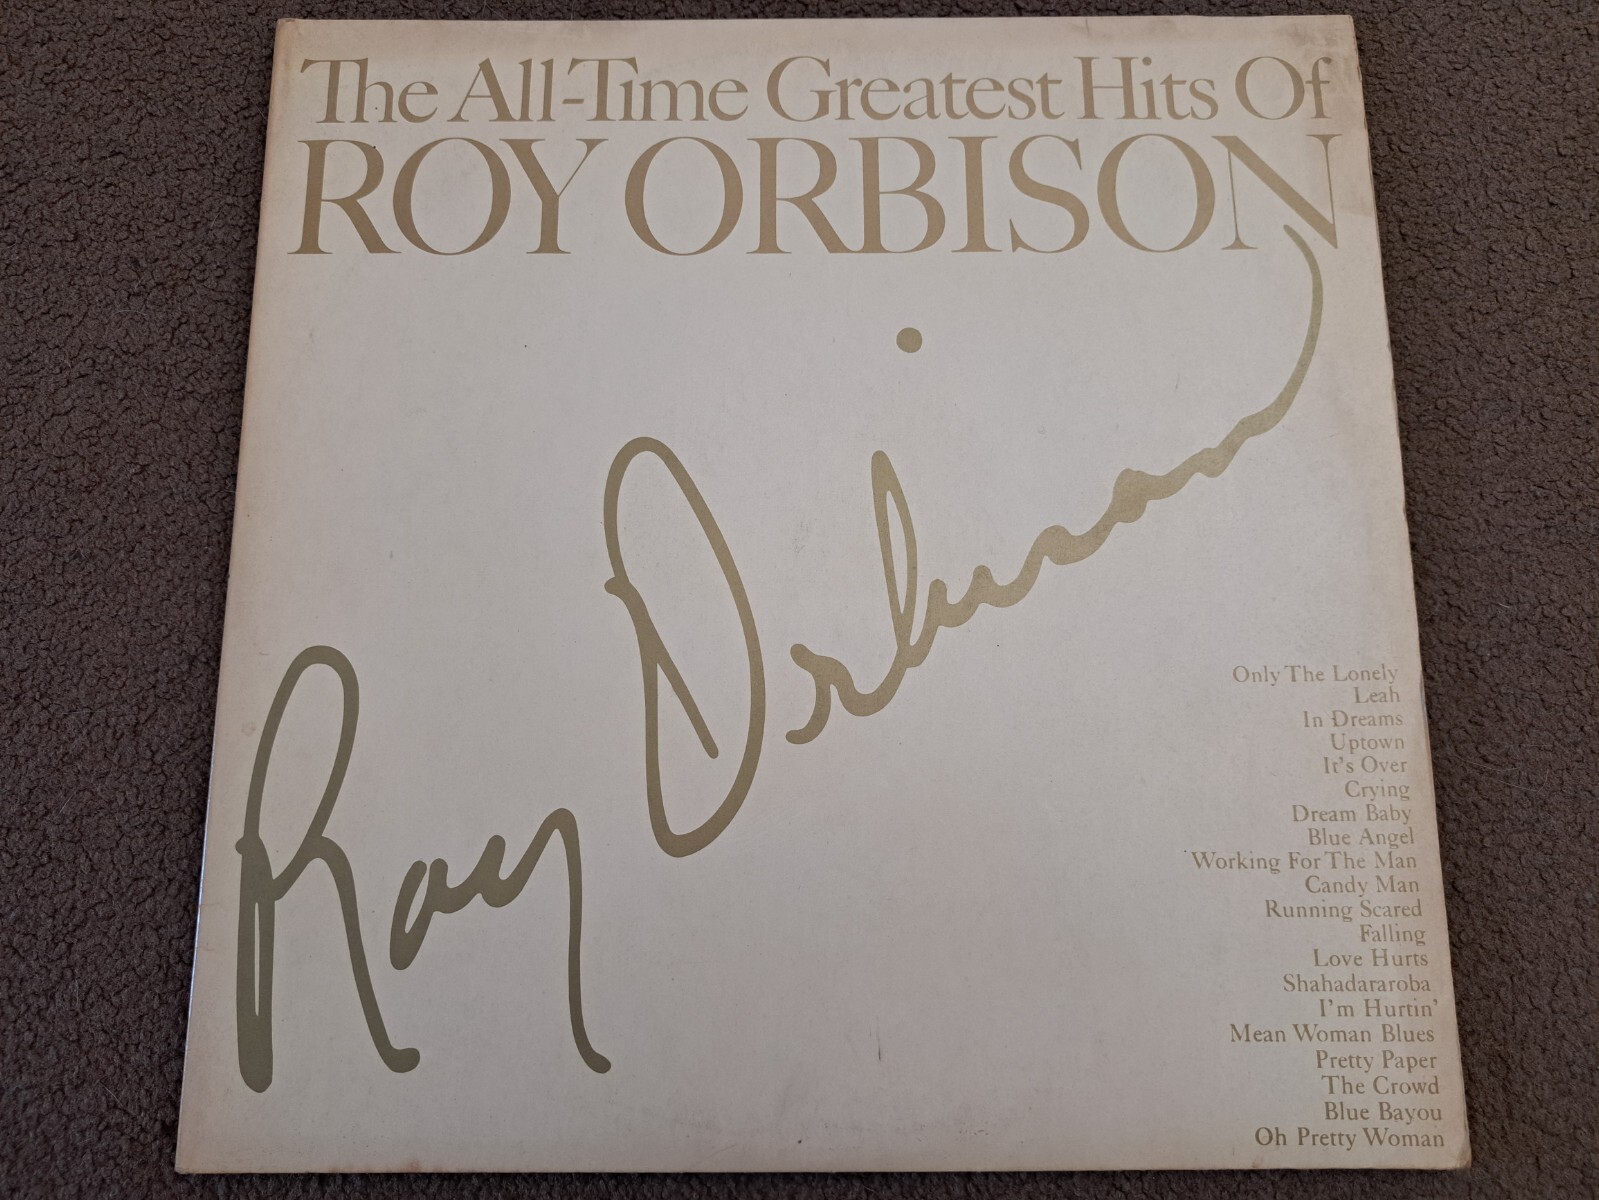 The All-Time Greatest Hits Of
ROY ORBISON
Roy Orbison
Only The Lonely
Leah
In Dreams
Uptown
It's Over
Crying
Dream Baby
Blue Angel
Working For The Man
Candy Man
Running Scared
Falling
Love Hurts
Shahadararoba
I'm Hurtin'
Mean Woman Blues
Pretty Paper
The Crowd
Blue Bayou
Oh Pretty Woman